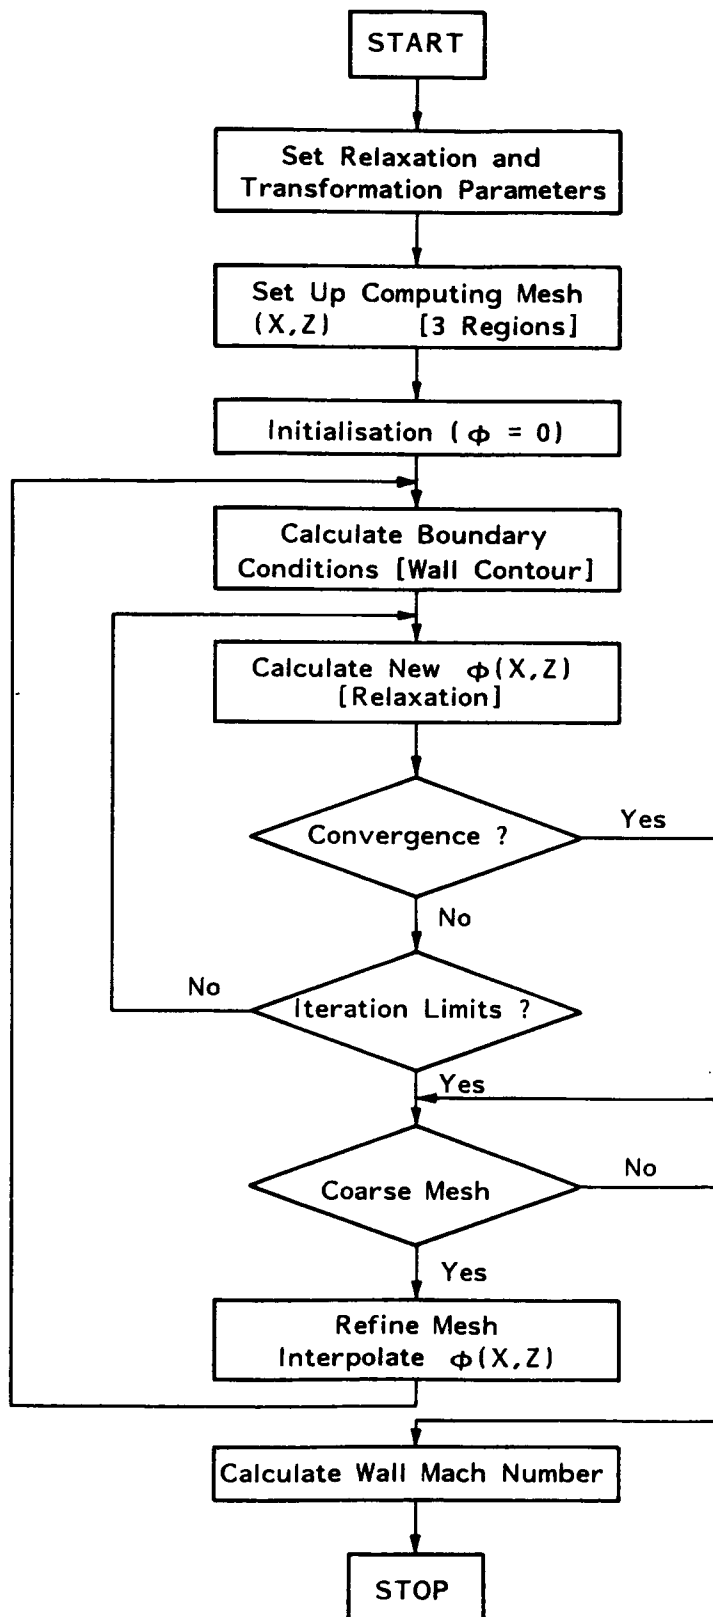 START
Set Relaxation and
Transformation Parameters
Set Up Computing Mesh
(X,Z) [3 Regions]
Initialisation (ϕ = 0)
Calculate Boundary
Conditions [Wall Contour]
Calculate New ϕ(X,Z)
[Relaxation]
Convergence ?
Yes
No
Iteration Limits ?
No
Yes
Coarse Mesh
No
Yes
Refine Mesh
Interpolate ϕ(X,Z)
Calculate Wall Mach Number
STOP